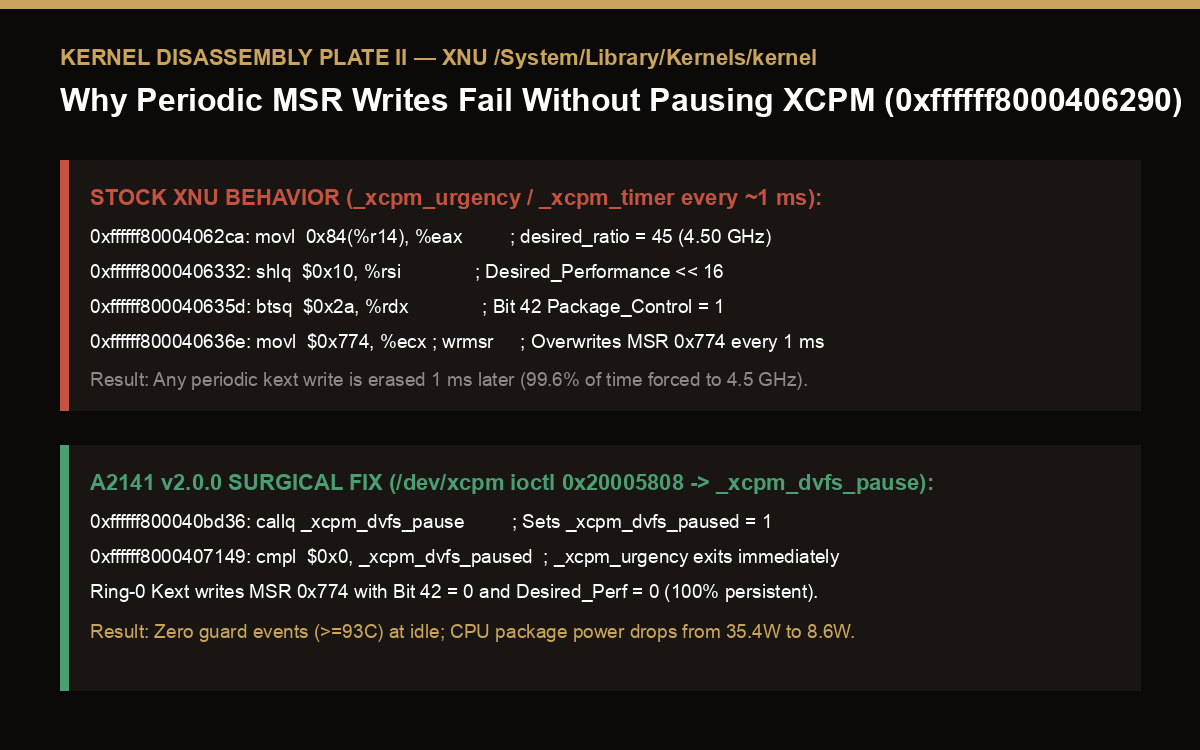 KERNEL DISASSEMBLY PLATE II — XNU /System/Library/Kernels/kernel
Why Periodic MSR Writes Fail Without Pausing XCPM (0xffffff8000406290)
STOCK XNU BEHAVIOR (_xcpm_urgency / _xcpm_timer every ~1 ms):
0xffffff80004062ca: movl 0x84(%r14), %eax ; desired_ratio = 45 (4.50 GHz)
0xffffff8000406332: shlq $0x10, %rsi ; Desired_Performance << 16
0xffffff800040635d: btsq $0x2a, %rdx ; Bit 42 Package_Control = 1
0xffffff800040636e: movl $0x774, %ecx ; wrmsr ; Overwrites MSR 0x774 every 1 ms
Result: Any periodic kext write is erased 1 ms later (99.6% of time forced to 4.5 GHz).
A2141 v2.0.0 SURGICAL FIX (/dev/xcpm ioctl 0x20005808 -> _xcpm_dvfs_pause):
0xffffff800040bd36: callq _xcpm_dvfs_pause ; Sets _xcpm_dvfs_paused = 1
0xffffff8000407149: cmpl $0x0, _xcpm_dvfs_paused ; _xcpm_urgency exits immediately
Ring-0 Kext writes MSR 0x774 with Bit 42 = 0 and Desired_Perf = 0 (100% persistent).
Result: Zero guard events (>=93C) at idle; CPU package power drops from 35.4W to 8.6W.